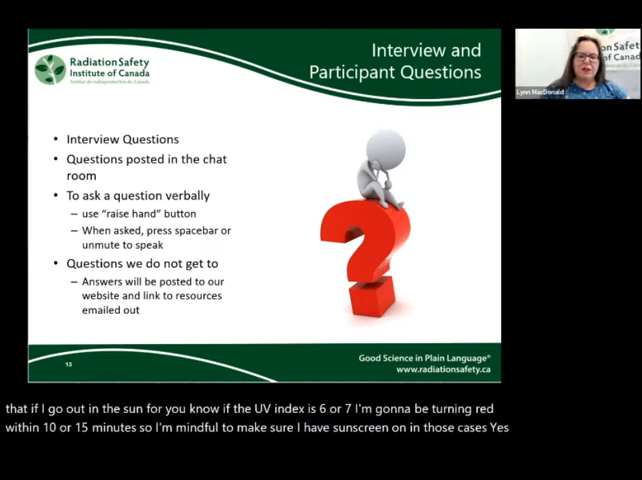 Radiation Safety
Institute of Canada
Institut de radioprotection du Canada
Interview and
Participant Questions
• Interview Questions
• Questions posted in the chat
room
• To ask a question verbally
– use “raise hand” button
– When asked, press spacebar or
unmute to speak
• Questions we do not get to
– Answers will be posted to our
website and link to resources
emailed out
13
Good Science in Plain Language®
www.radiationsafety.ca
on Safety
of Canada
Lynn MacDonald
that if I go out in the sun for you know if the UV index is 6 or 7 I'm gonna be turning red
within 10 or 15 minutes so I'm mindful to make sure I have sunscreen on in those cases Yes